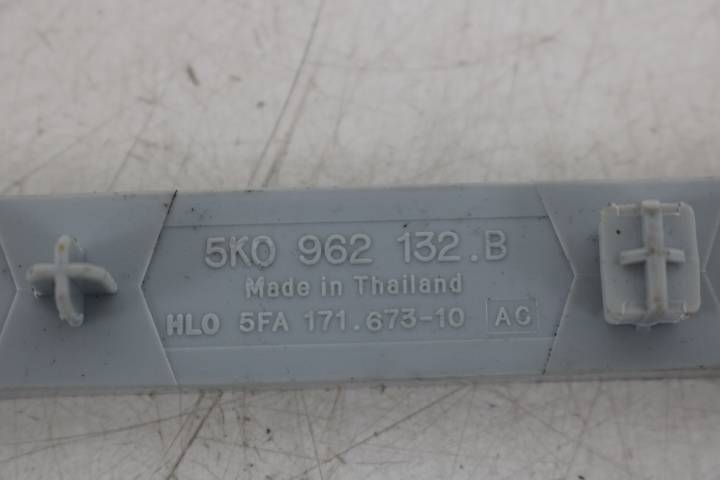 5K0 962 132.B
Made in Thailand
HLO 5FA 171.673-10 AC